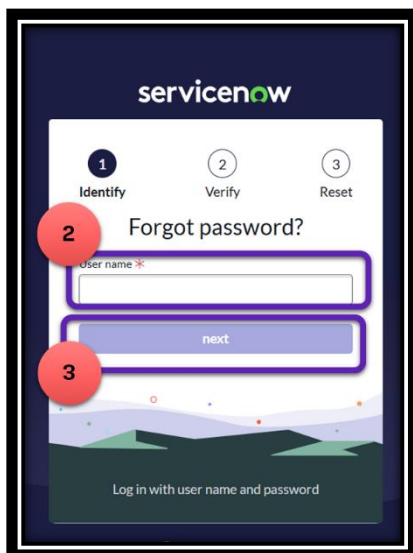 servicenow
1 2 3
Identify Verify Reset
Forgot password?
2
User name *
next
3
Log in with user name and password